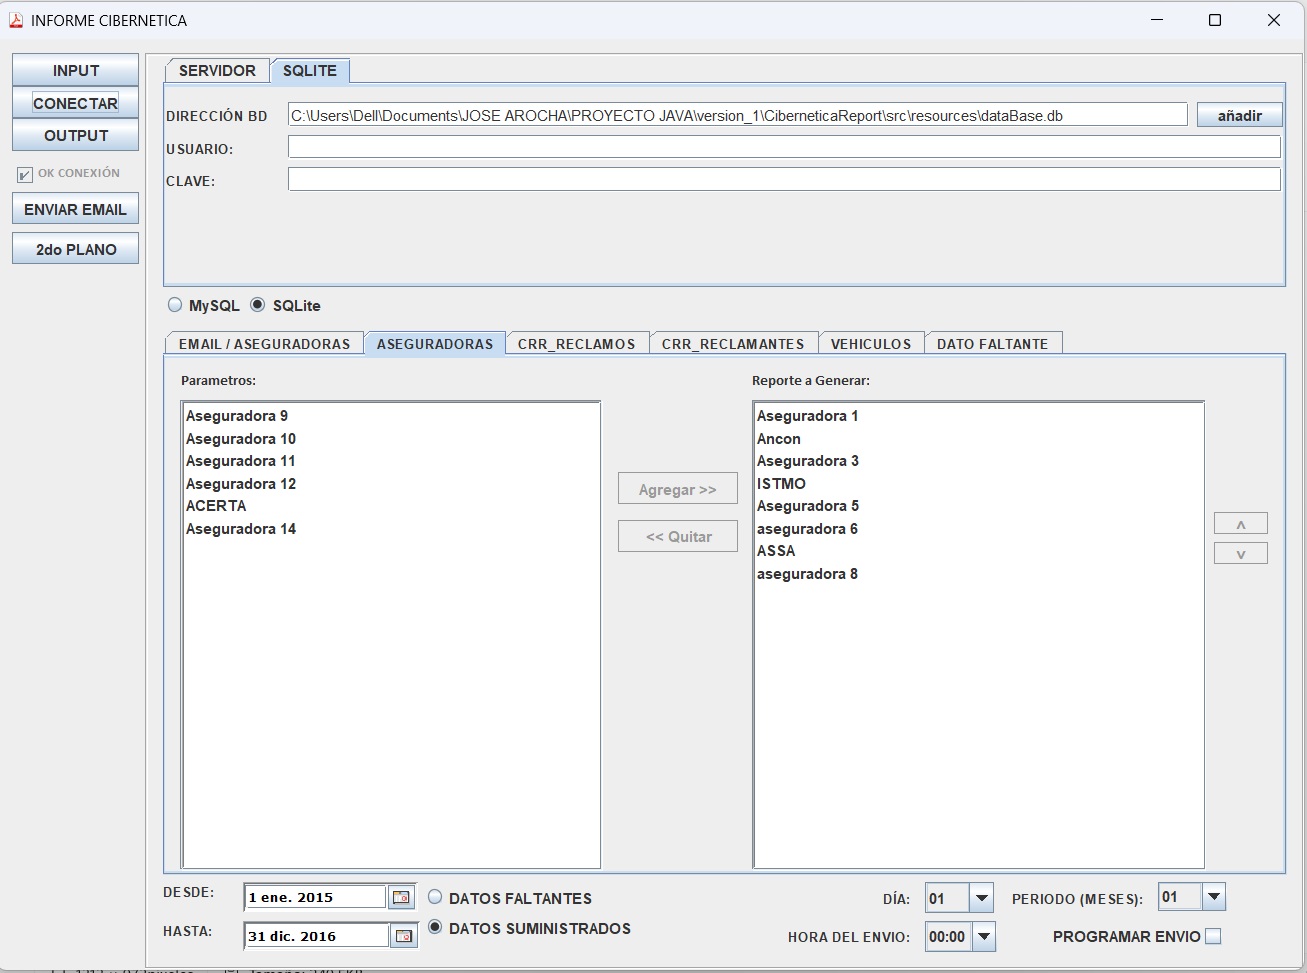 INFORME CIBERNETICA
INPUT
CONECTAR
OUTPUT
OK CONEXIÓN
ENVIAR EMAIL
2do PLANO
SERVIDOR SQLITE
DIRECCIÓN BD C:\Users\Dell\Documents\JOSE AROCHA\PROYECTO JAVA\version_1\CiberneticaReport\src\resources\dataBase.db añadir
USUARIO:
CLAVE:
MySQL SQLite
EMAIL / ASEGURADORAS ASEGURADORAS CRR_RECLAMOS CRR_RECLAMANTES VEHICULOS DATO FALTANTE
Parametros:
Aseguradora 9
Aseguradora 10
Aseguradora 11
Aseguradora 12
ACERTA
Aseguradora 14
Agregar >>
<< Quitar
Reporte a Generar:
Aseguradora 1
Ancon
Aseguradora 3
ISTMO
Aseguradora 5
aseguradora 6
ASSA
aseguradora 8
ʌ
v
DESDE: 1 ene. 2015
HASTA: 31 dic. 2016
DATOS FALTANTES
DATOS SUMINISTRADOS
DÍA: 01 PERIODO (MESES): 01
HORA DEL ENVIO: 00:00 PROGRAMAR ENVIO